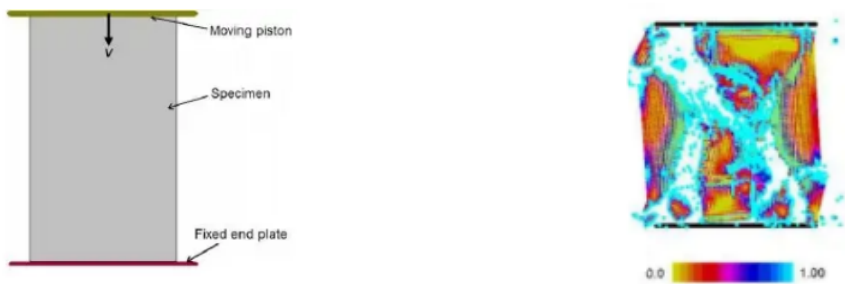 Moving piston
v
Specimen
Fixed end plate
0.0 1.00